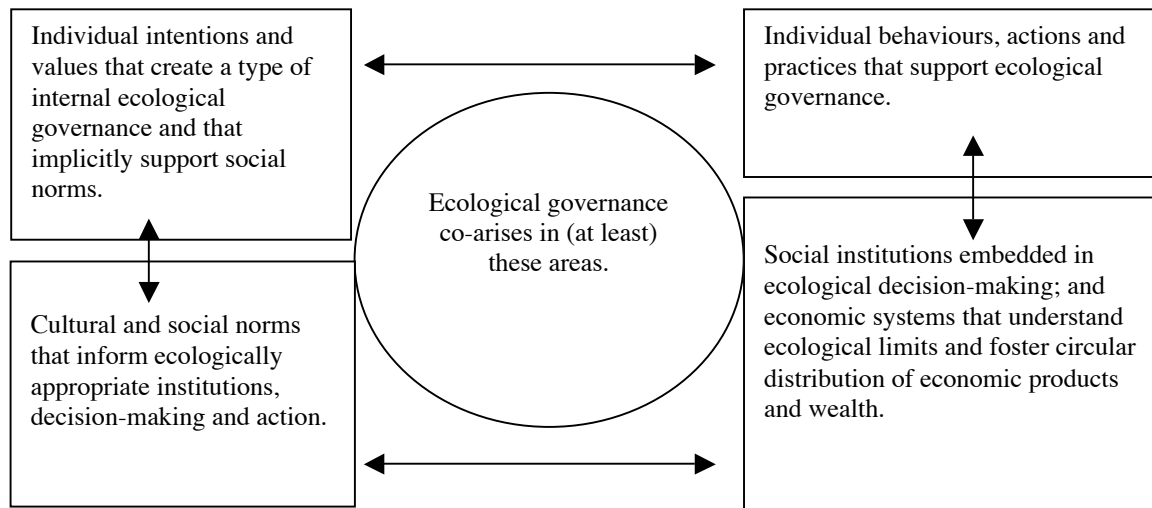 Individual intentions and
values that create a type of
internal ecological
governance and that
implicitly support social
norms.
Individual behaviours, actions and
practices that support ecological
governance.
Ecological governance
co-arises in (at least)
these areas.
Cultural and social norms
that inform ecologically
appropriate institutions,
decision-making and action.
Social institutions embedded in
ecological decision-making; and
economic systems that understand
ecological limits and foster circular
distribution of economic products
and wealth.